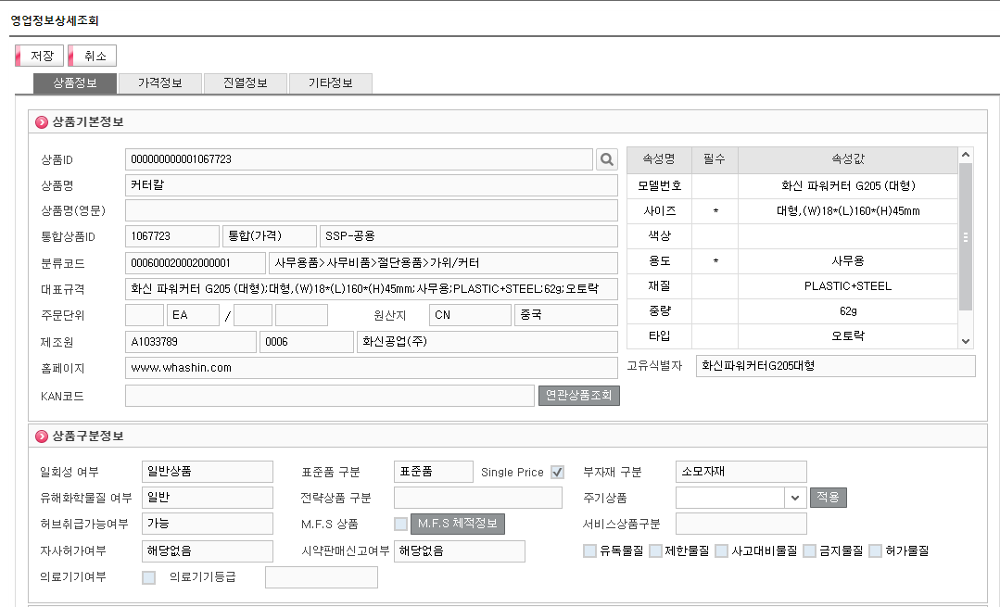 영업정보상세조회
저장 취소
상품정보 가격정보 진열정보 기타정보
상품기본정보
상품ID 000000000001067723
상품명 커터칼
상품명(영문)
통합상품ID 1067723 통합(가격) SSP-공용
분류코드 000600020002000001 사무용품>사무비품>절단용품>가위/커터
대표규격 화신 파워커터 G205 (대형);대형,(W)18*(L)160*(H)45mm;사무용;PLASTIC+STEEL;62g;오토락
주문단위 EA / 원산지 CN 중국
제조원 A1033789 0006 화신공업(주)
홈페이지 www.whashin.com
KAN코드 연관상품조회
속성명 필수 속성값
모델번호 화신 파워커터 G205 (대형)
사이즈 * 대형,(W)18*(L)160*(H)45mm
색상
용도 * 사무용
재질 PLASTIC+STEEL
중량 62g
타입 오토락
고유식별자 화신파워커터G205대형
상품구분정보
일회성 여부 일반상품 표준품 구분 표준품 Single Price 부자재 구분 소모자재
유해화학물질 여부 일반 전략상품 구분 주기상품 적용
허브취급가능여부 가능 M.F.S 상품 M.F.S 체적정보 서비스상품구분
자사허가여부 해당없음 시약판매신고여부 해당없음 유독물질 제한물질 사고대비물질 금지물질 허가물질
의료기기여부 의료기기등급